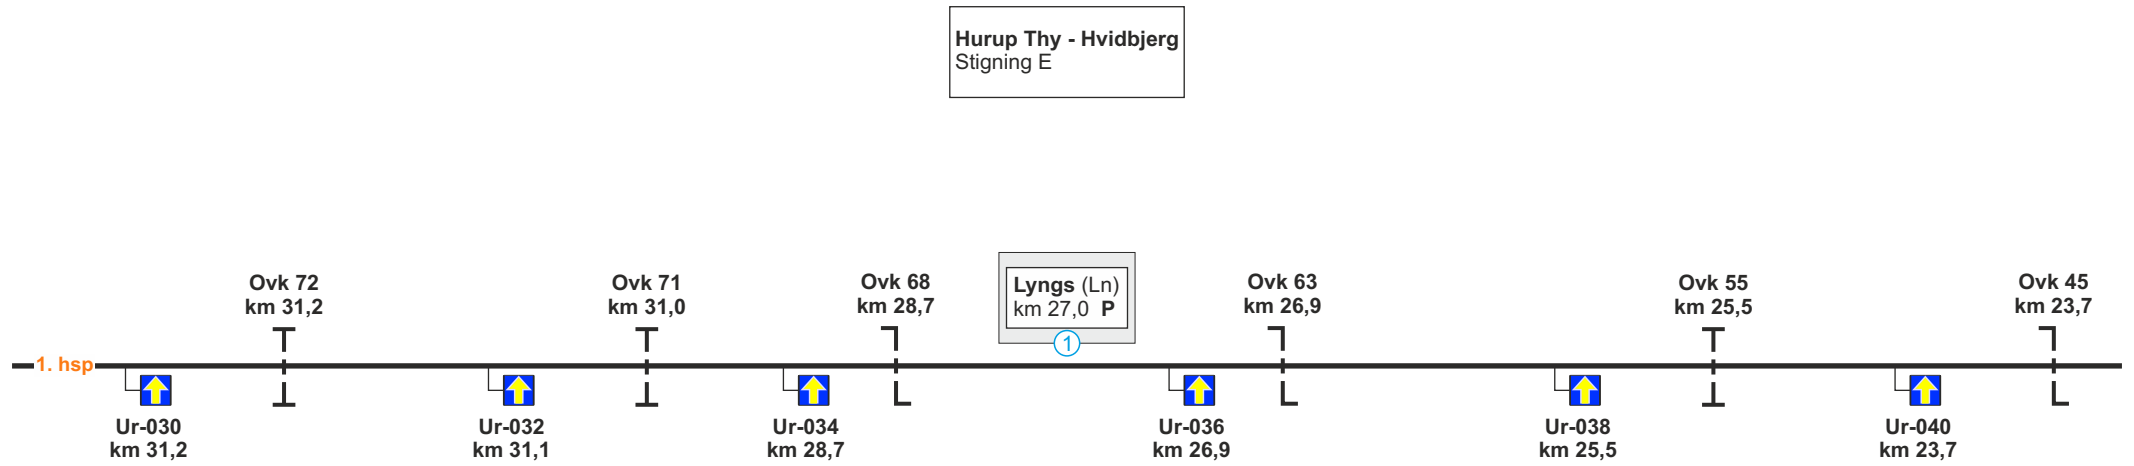 Hurup Thy - Hvidbjerg
Stigning E
Ovk 72
km 31,2
Ovk 71
km 31,0
Ovk 68
km 28,7
Lyngs (Ln)
km 27,0 P
1
Ovk 63
km 26,9
Ovk 55
km 25,5
Ovk 45
km 23,7
1. hsp
Ur-030
km 31,2
Ur-032
km 31,1
Ur-034
km 28,7
Ur-036
km 26,9
Ur-038
km 25,5
Ur-040
km 23,7